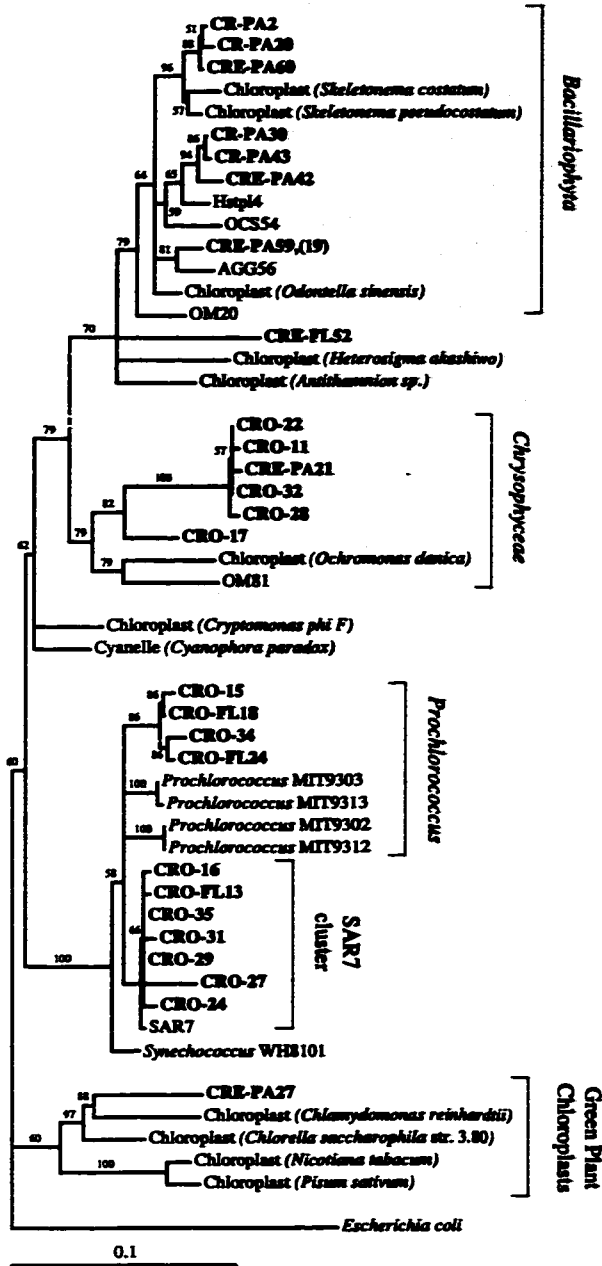 51
CR-PA2
88
CR-PA20
CRE-PA60
96
Chloroplast (Skeletonema costatum)
57
Chloroplast (Skeletonema pseudocostatum)
86
CR-PA30
94
CR-PA43
65
CRE-PA42
64
Hstpl4
59
OCS54
79
81
CRE-PA59,(19)
AGG56
Chloroplast (Odontella sinensis)
OM20
Bacillariophyta
70
CRE-FL52
Chloroplast (Heterosigma akashiwo)
Chloroplast (Antithamnion sp.)
79
CRO-22
57
CRO-11
100
CRE-PA21
CRO-32
82
CRO-28
79
CRO-17
79
Chloroplast (Ochromonas danica)
OM81
Chrysophyceae
62
Chloroplast (Cryptomonas phi F)
Cyanelle (Cyanophora paradox)
86
CRO-15
86
CRO-FL18
CRO-34
86
CRO-FL24
60
100
Prochlorococcus MIT9303
Prochlorococcus MIT9313
100
Prochlorococcus MIT9302
Prochlorococcus MIT9312
Prochlorococcus
58
CRO-16
CRO-FL13
CRO-35
66
CRO-31
100
CRO-29
CRO-27
CRO-24
SAR7
SAR7
cluster
Synechococcus WH8101
88
CRE-PA27
97
Chloroplast (Chlamydomonas reinhardtii)
60
Chloroplast (Chlorella saccharophila str. 3.80)
100
Chloroplast (Nicotiana tabacum)
Chloroplast (Pisum sativum)
Green Plant
Chloroplasts
Escherichia coli
0.1